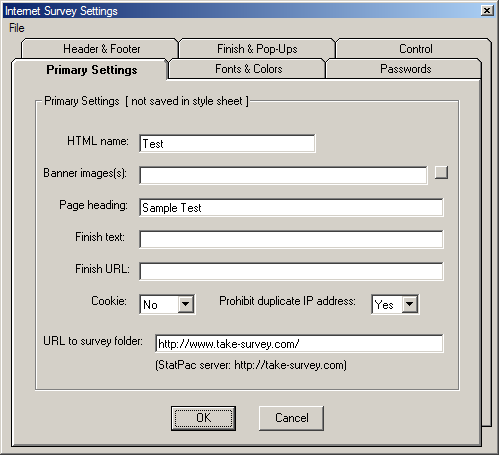 Internet Survey Settings
File
Header & Footer Finish & Pop-Ups Control
Primary Settings Fonts & Colors Passwords
Primary Settings [ not saved in style sheet ]
HTML name: Test
Banner images(s):
Page heading: Sample Test
Finish text:
Finish URL:
Cookie: No Prohibit duplicate IP address: Yes
URL to survey folder: http://www.take-survey.com/
(StatPac server: http://take-survey.com)
OK Cancel